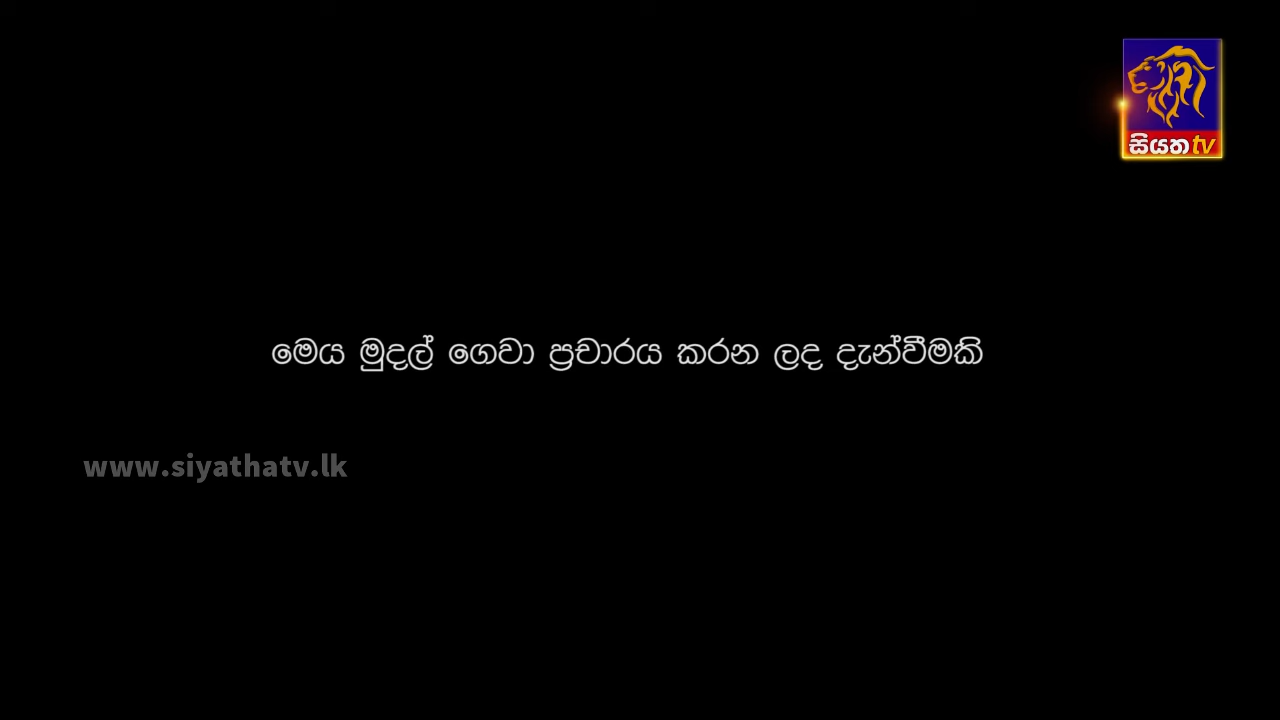 සියත tv
මෙය මුදල් ගෙවා ප්‍රචාරය කරන ලද දැන්වීමකි
www.siyathatv.lk